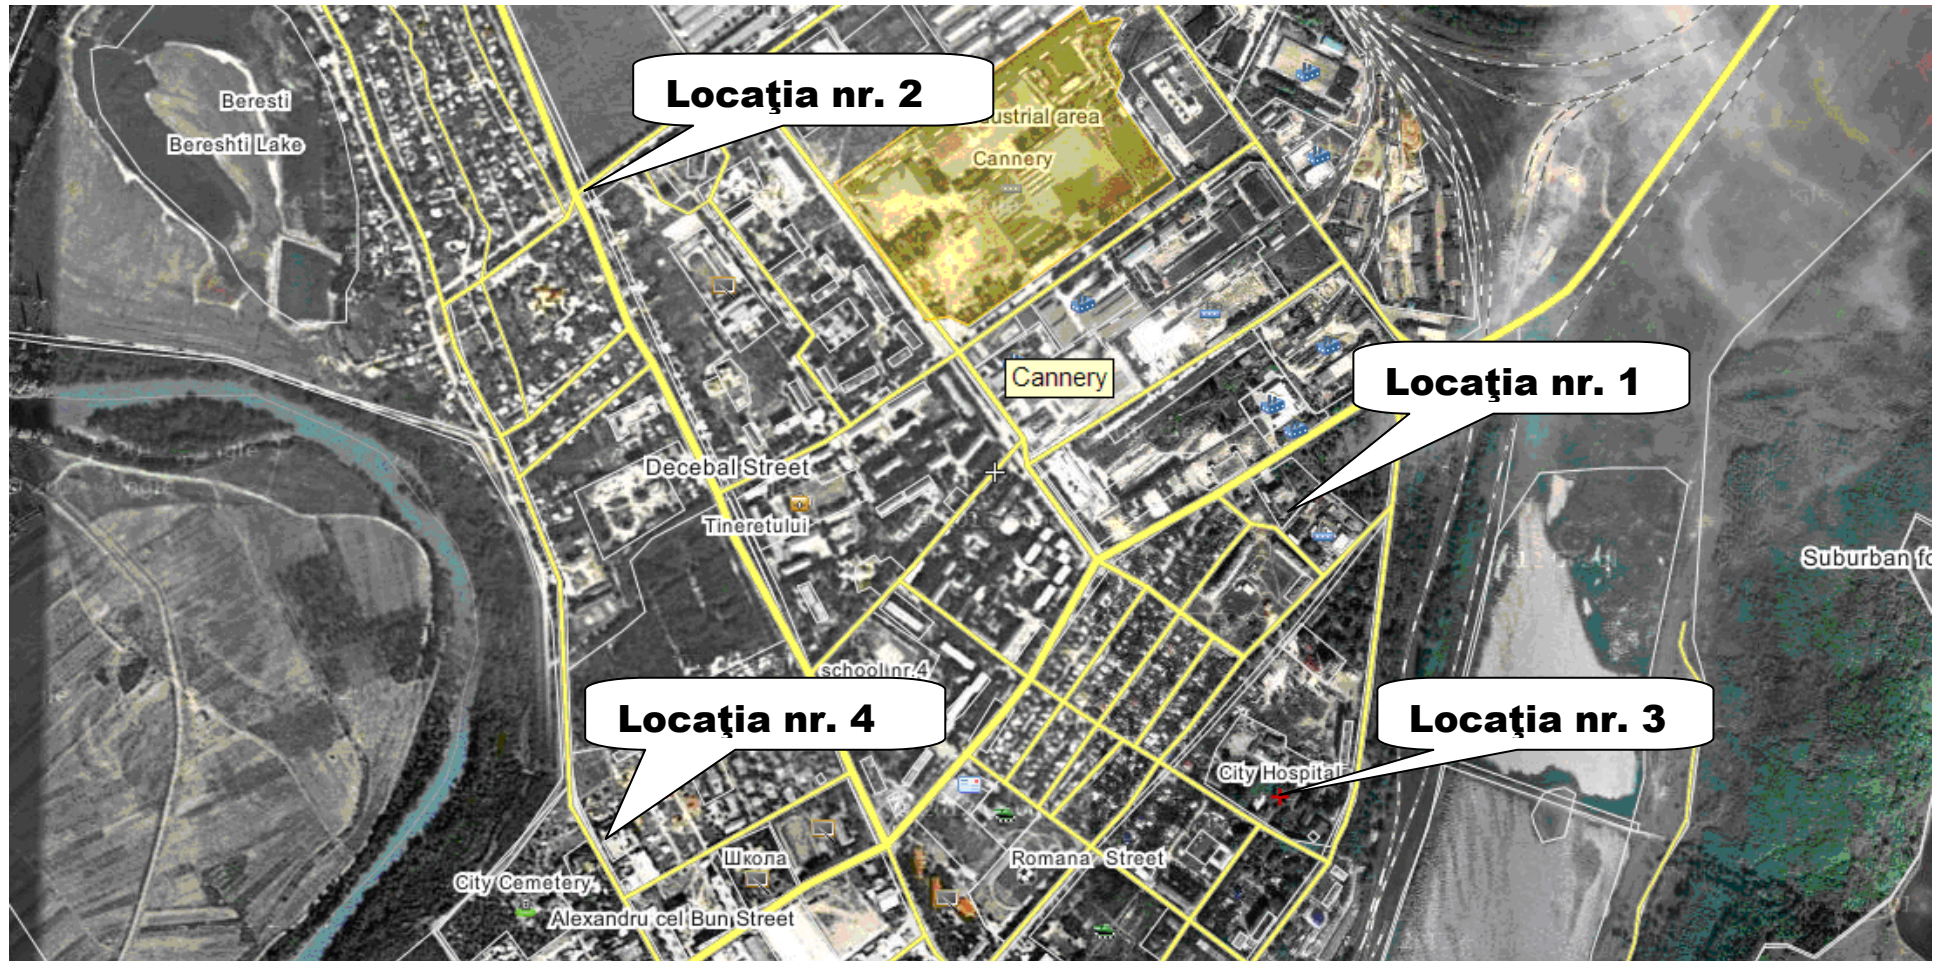 Locaţia nr. 2
Beresti
Bereshti Lake
dustrial area
Cannery
Cannery
Locaţia nr. 1
Decebal Street
Tineretului
Suburban fo
school nr.4
Locaţia nr. 4
Locaţia nr. 3
City Hospital
Школа
Romana Street
City Cemetery
Alexandru cel Bun Street